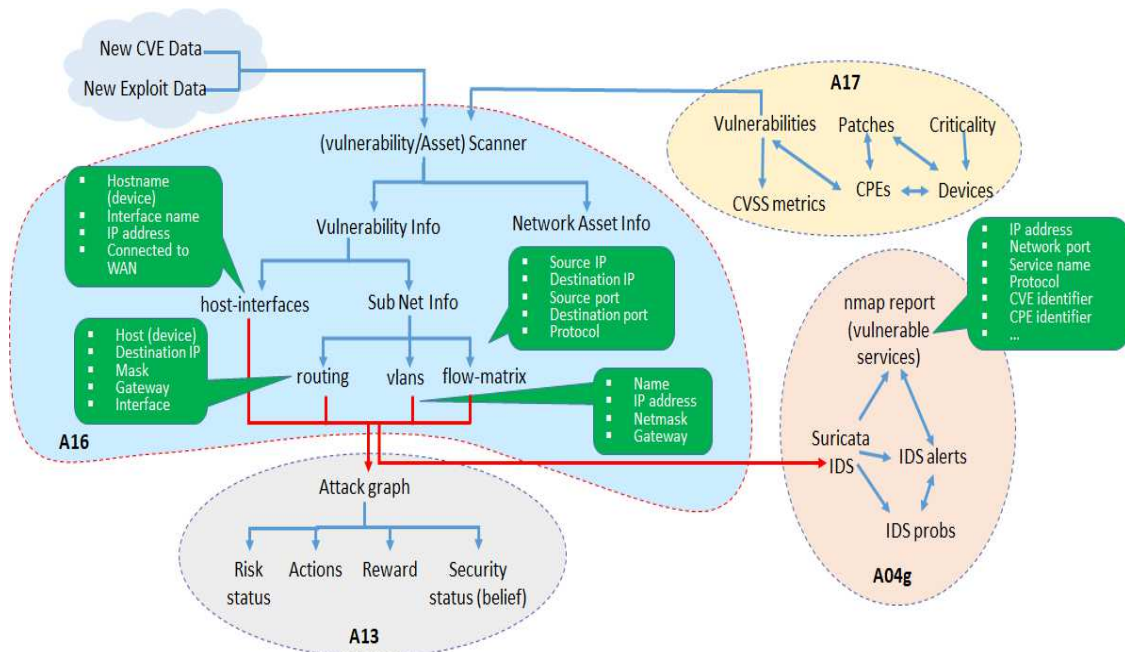 New CVE Data
New Exploit Data
A17
Vulnerabilities
Patches
Criticality
CVSS metrics
CPEs
Devices
(vulnerability/Asset) Scanner
Hostname
(device)
Interface name
IP address
Connected to
WAN
Vulnerability Info
Network Asset Info
host-interfaces
Sub Net Info
Source IP
Destination IP
Source port
Destination port
Protocol
Host (device)
Destination IP
Mask
Gateway
Interface
routing
vlans
flow-matrix
Name
IP address
Netmask
Gateway
A16
IP address
Network port
Service name
Protocol
CVE identifier
CPE identifier
...
nmap report
(vulnerable
services)
Suricata
IDS
IDS alerts
IDS probs
A04g
Attack graph
Risk
status
Actions
Reward
Security
status (belief)
A13